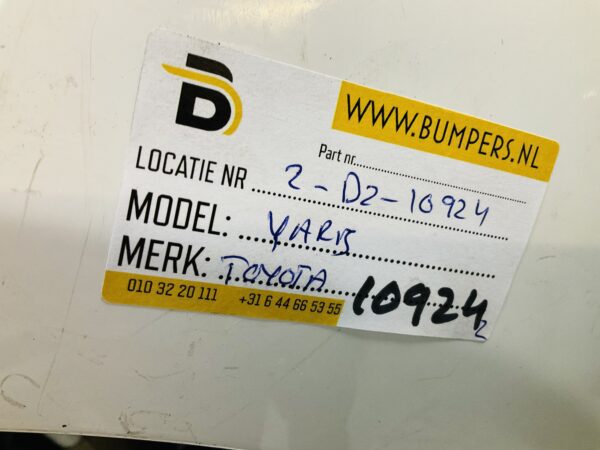 B
WWW.BUMPERS.NL
Part nr.
LOCATIE NR 2-D2-10924
MODEL: YARIS
MERK: TOYOTA
010 32 20 111 +31 6 44 66 53 55
10924
2